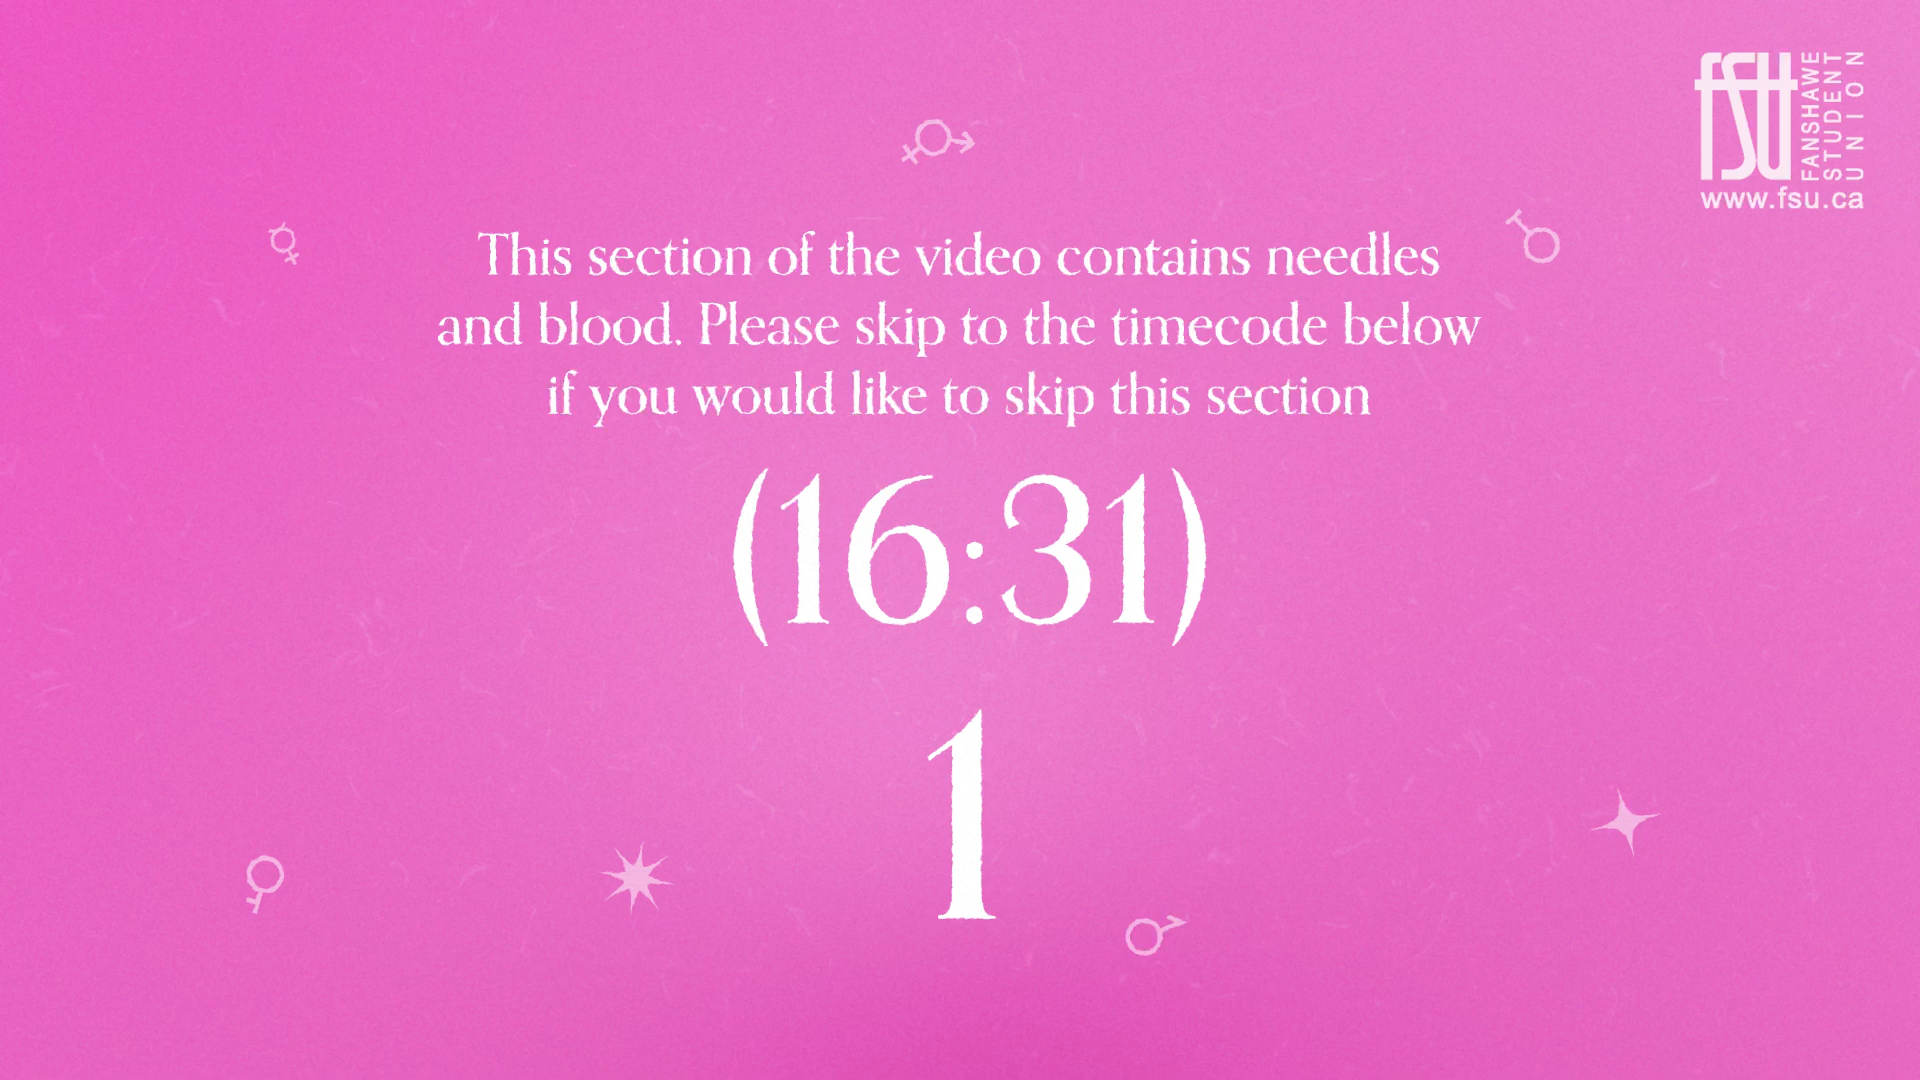 fsu
FANSHAWE
STUDENT
UNION
www.fsu.ca
This section of the video contains needles
and blood. Please skip to the timecode below
if you would like to skip this section
(16:31)
1